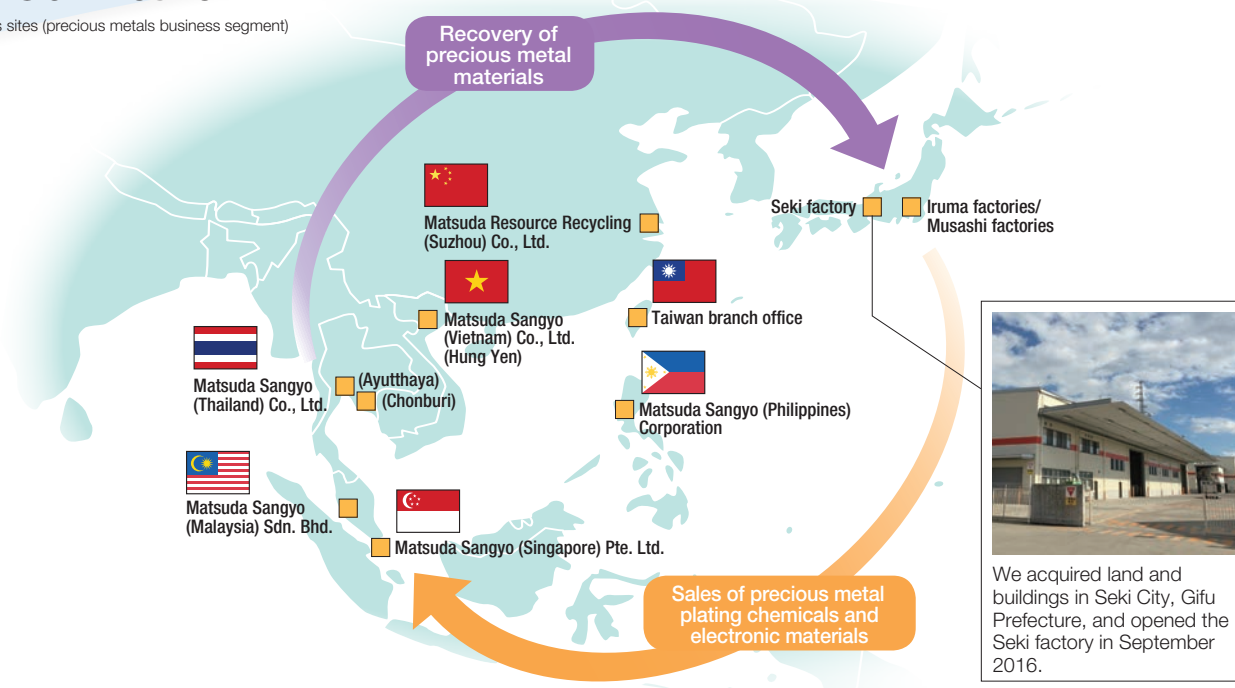 sites (precious metals business segment)
Recovery of
precious metal
materials
Matsuda Resource Recycling
(Suzhou) Co., Ltd.
Seki factory
Iruma factories/
Musashi factories
Matsuda Sangyo
(Vietnam) Co., Ltd.
(Hung Yen)
Taiwan branch office
Matsuda Sangyo
(Thailand) Co., Ltd.
(Ayutthaya)
(Chonburi)
Matsuda Sangyo (Philippines)
Corporation
Matsuda Sangyo
(Malaysia) Sdn. Bhd.
Matsuda Sangyo (Singapore) Pte. Ltd.
Sales of precious metal
plating chemicals and
electronic materials
We acquired land and
buildings in Seki City, Gifu
Prefecture, and opened the
Seki factory in September
2016.